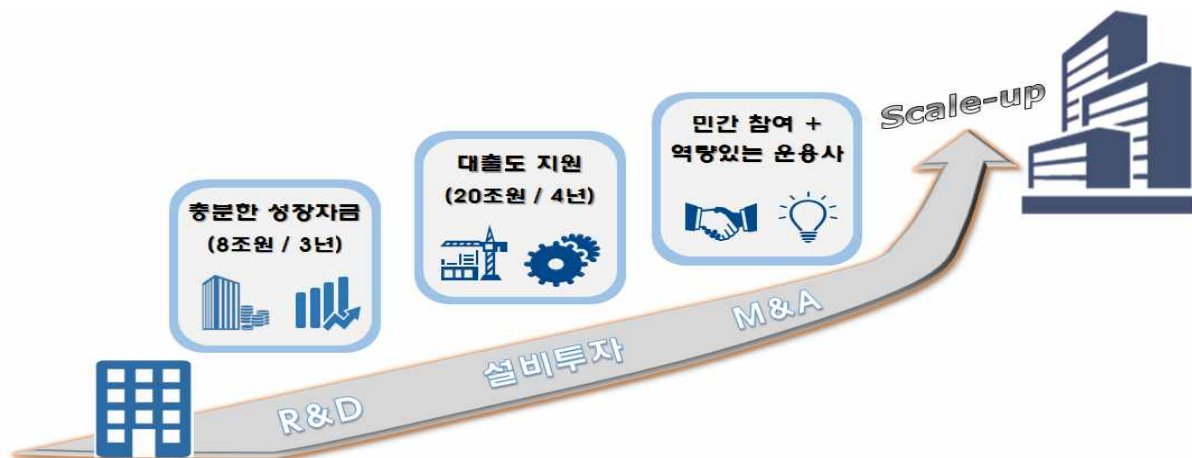 충분한 성장자금
(8조원 / 3년)
대출도 지원
(20조원 / 4년)
민간 참여 +
역량있는 운용사
Scale-up
R&D
설비투자
M&A